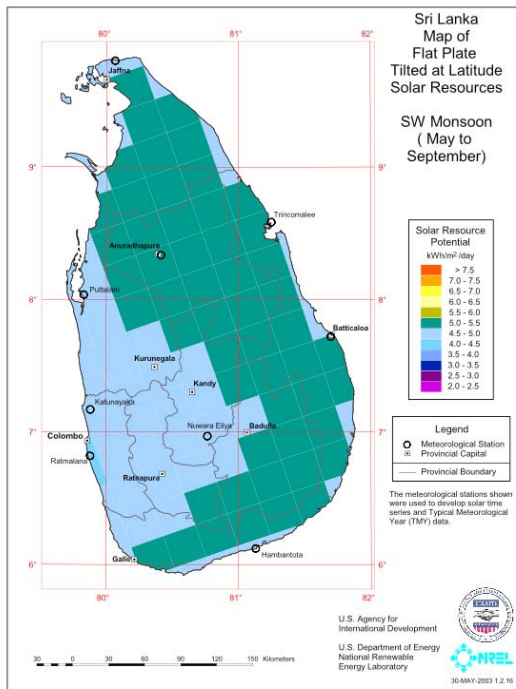 Sri Lanka
Map of
Flat Plate
Tilted at Latitude
Solar Resources
SW Monsoon
( May to
September)
80° 81° 82°
Jaffna
9° 9°
Trincomalee
Anuradhapura
8° 8°
Puttalam
Batticaloa
Kurunegala
Kandy
Katunayaka
7° 7°
Colombo
Nuwara Eliya
Badulla
Ratmalana
Ratnapura
6° 6°
Galle
Hambantota
80° 81° 82°
Solar Resource
Potential
kWh/m² /day
> 7.5
7.0 - 7.5
6.5 - 7.0
6.0 - 6.5
5.5 - 6.0
5.0 - 5.5
4.5 - 5.0
4.0 - 4.5
3.5 - 4.0
3.0 - 3.5
2.5 - 3.0
2.0 - 2.5
Legend
Meteorological Station
Provincial Capital
Provincial Boundary
The meteorological stations shown
were used to develop solar time
series and Typical Meteorological
Year (TMY) data.
U.S. Agency for
International Development
U.S. Department of Energy
National Renewable
Energy Laboratory
USAID
NREL
30 0 30 60 90 120 150 Kilometers
30-MAY-2003 1.2.16